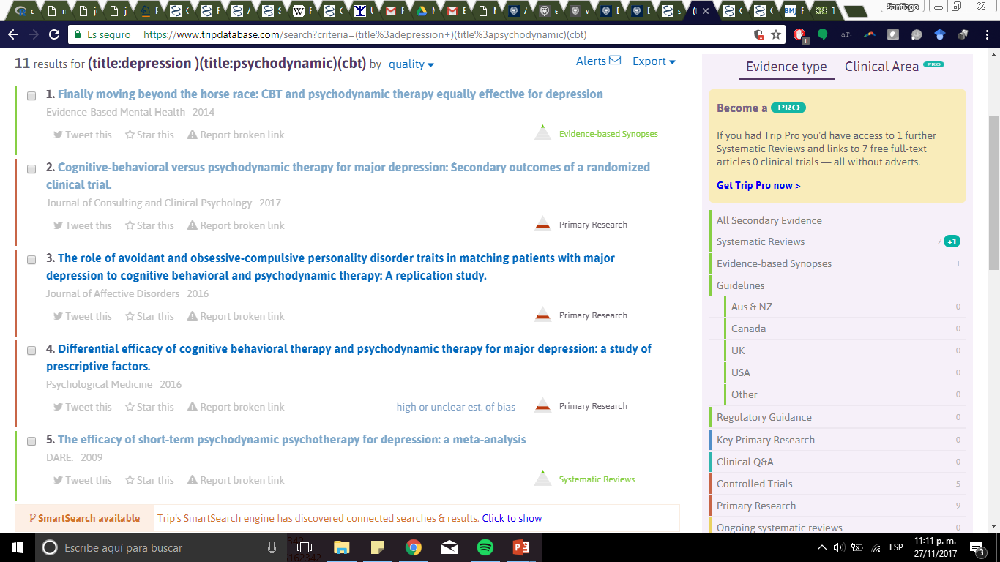 Santiago
Es seguro
https://www.tripdatabase.com/search?criteria=(title%3adepression+)(title%3apsychodynamic)(cbt)
11 results for (title:depression )(title:psychodynamic)(cbt) by quality
Alerts Export
1. Finally moving beyond the horse race: CBT and psychodynamic therapy equally effective for depression
Evidence-Based Mental Health 2014
Tweet this Star this Report broken link
Evidence-based Synopses
2. Cognitive-behavioral versus psychodynamic therapy for major depression: Secondary outcomes of a randomized
clinical trial.
Journal of Consulting and Clinical Psychology 2017
Tweet this Star this Report broken link
Primary Research
3. The role of avoidant and obsessive-compulsive personality disorder traits in matching patients with major
depression to cognitive behavioral and psychodynamic therapy: A replication study.
Journal of Affective Disorders 2016
Tweet this Star this Report broken link
Primary Research
4. Differential efficacy of cognitive behavioral therapy and psychodynamic therapy for major depression: a study of
prescriptive factors.
Psychological Medicine 2016
Tweet this Star this Report broken link
high or unclear est. of bias
Primary Research
5. The efficacy of short-term psychodynamic psychotherapy for depression: a meta-analysis
DARE. 2009
Tweet this Star this Report broken link
Systematic Reviews
SmartSearch available
Trip's SmartSearch engine has discovered connected searches & results. Click to show
Evidence type Clinical Area PRO
Become a PRO
If you had Trip Pro you'd have access to 1 further
Systematic Reviews and links to 7 free full-text
articles 0 clinical trials — all without adverts.
Get Trip Pro now >
All Secondary Evidence
Systematic Reviews 2 +1
Evidence-based Synopses 1
Guidelines
Aus & NZ 0
Canada 0
UK 0
USA 0
Other 0
Regulatory Guidance 0
Key Primary Research 0
Clinical Q&A 0
Controlled Trials 5
Primary Research 9
Ongoing systematic reviews 0
Escribe aquí para buscar
ESP
11:11 p. m.
27/11/2017
3